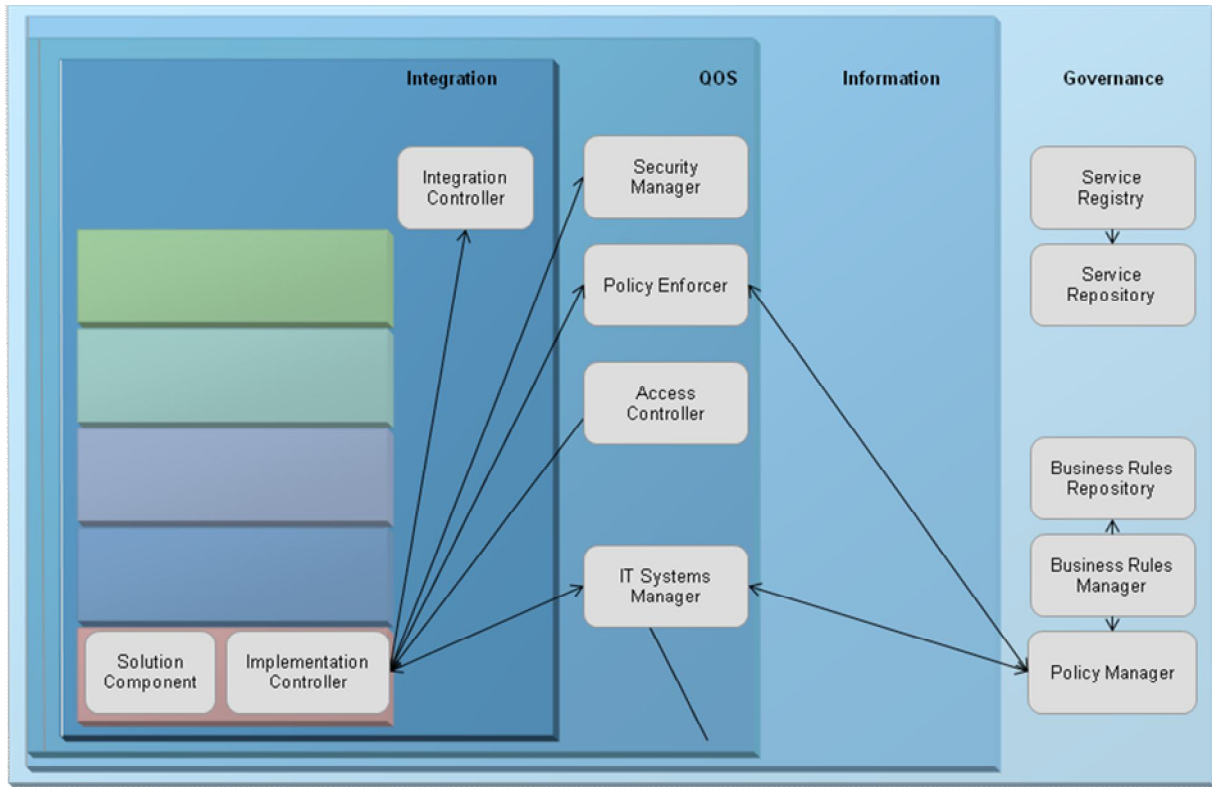 Integration
QOS
Information
Governance
Integration
Controller
Security
Manager
Service
Registry
Policy Enforcer
Service
Repository
Access
Controller
Business Rules
Repository
IT Systems
Manager
Business Rules
Manager
Solution
Component
Implementation
Controller
Policy Manager